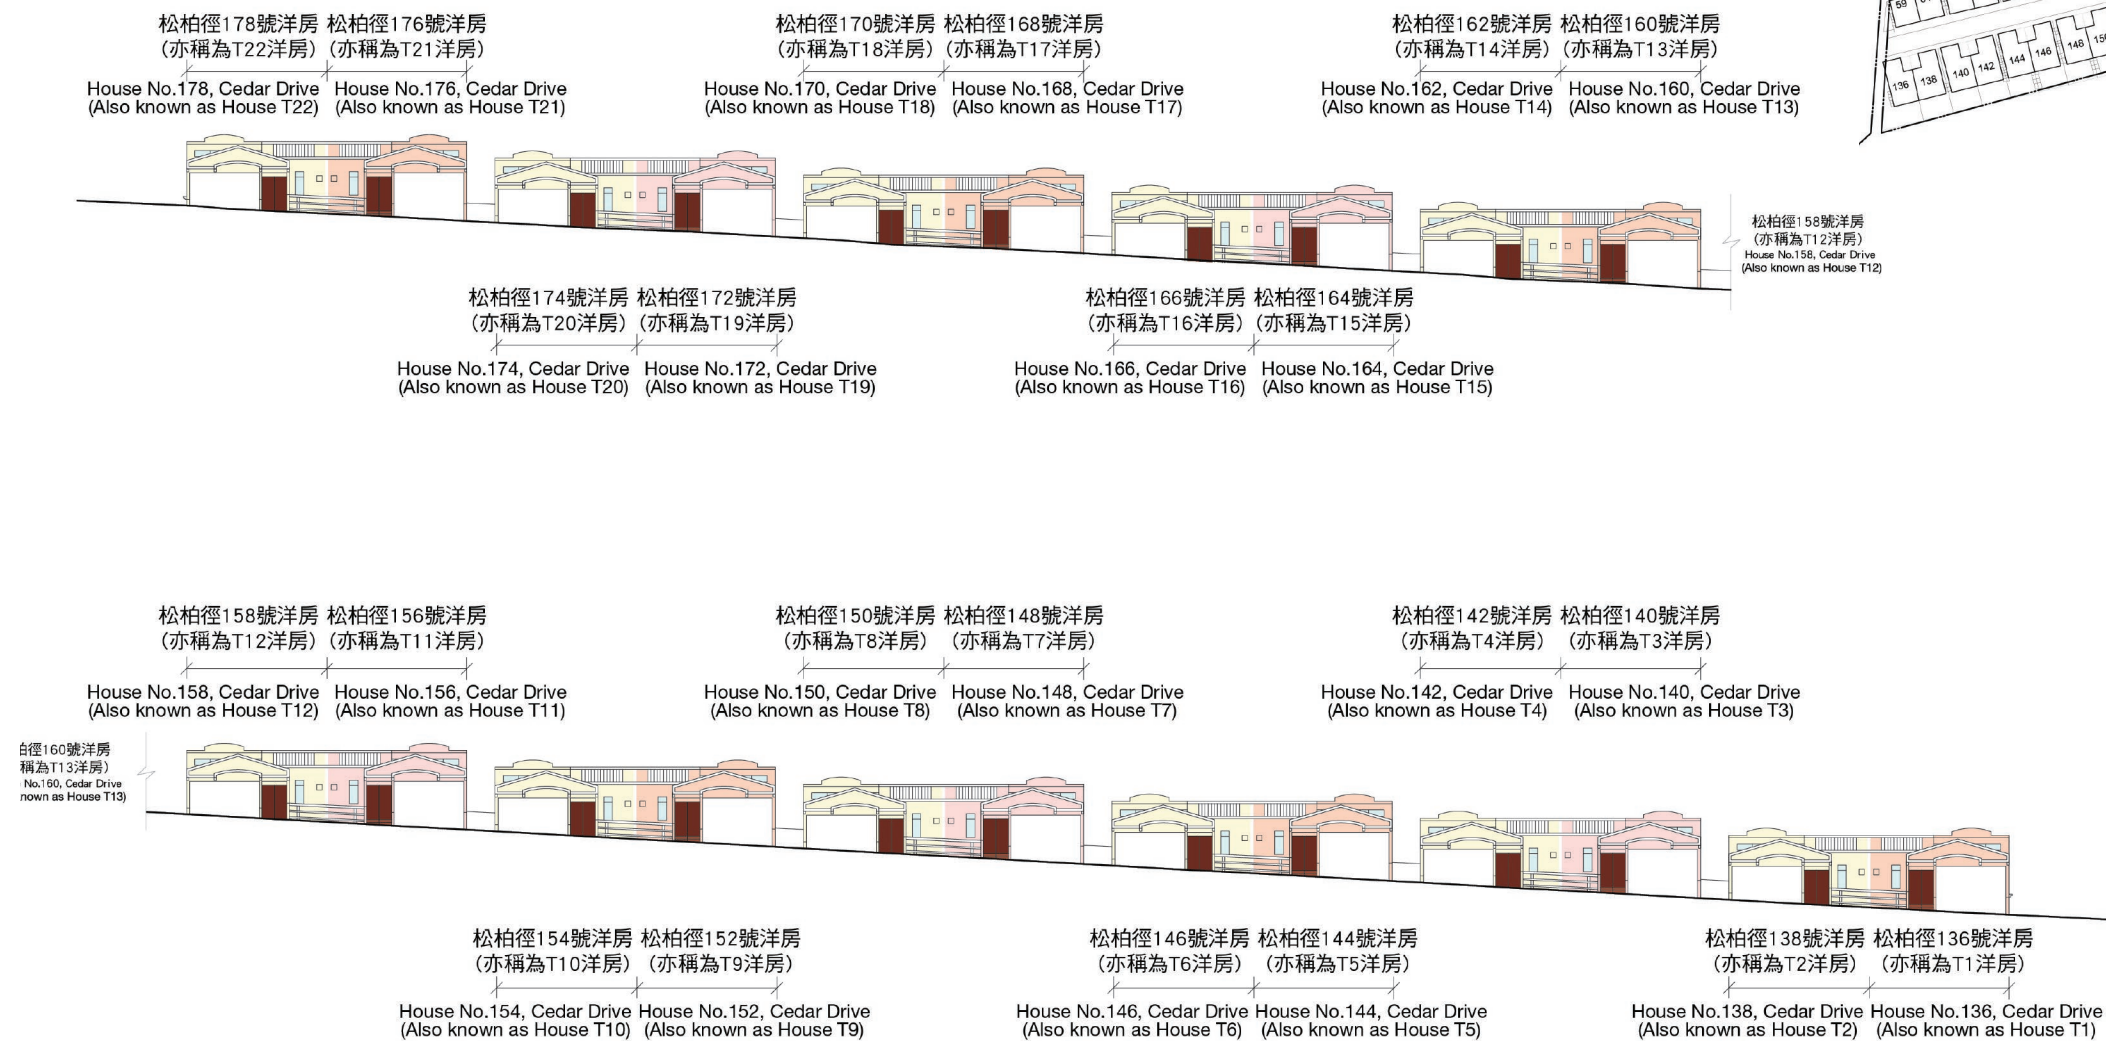 松柏徑178號洋房 松柏徑176號洋房
(亦稱為T22洋房) (亦稱為T21洋房)
House No.178, Cedar Drive House No.176, Cedar Drive
(Also known as House T22) (Also known as House T21)
松柏徑170號洋房 松柏徑168號洋房
(亦稱為T18洋房) (亦稱為T17洋房)
House No.170, Cedar Drive House No.168, Cedar Drive
(Also known as House T18) (Also known as House T17)
松柏徑162號洋房 松柏徑160號洋房
(亦稱為T14洋房) (亦稱為T13洋房)
House No.162, Cedar Drive House No.160, Cedar Drive
(Also known as House T14) (Also known as House T13)
59
136 138 140 142 144 146 148
松柏徑158號洋房
(亦稱為T12洋房)
House No.158, Cedar Drive
(Also known as House T12)
松柏徑174號洋房 松柏徑172號洋房
(亦稱為T20洋房) (亦稱為T19洋房)
House No.174, Cedar Drive House No.172, Cedar Drive
(Also known as House T20) (Also known as House T19)
松柏徑166號洋房 松柏徑164號洋房
(亦稱為T16洋房) (亦稱為T15洋房)
House No.166, Cedar Drive House No.164, Cedar Drive
(Also known as House T16) (Also known as House T15)
松柏徑158號洋房 松柏徑156號洋房
(亦稱為T12洋房) (亦稱為T11洋房)
House No.158, Cedar Drive House No.156, Cedar Drive
(Also known as House T12) (Also known as House T11)
松柏徑150號洋房 松柏徑148號洋房
(亦稱為T8洋房) (亦稱為T7洋房)
House No.150, Cedar Drive House No.148, Cedar Drive
(Also known as House T8) (Also known as House T7)
松柏徑142號洋房 松柏徑140號洋房
(亦稱為T4洋房) (亦稱為T3洋房)
House No.142, Cedar Drive House No.140, Cedar Drive
(Also known as House T4) (Also known as House T3)
徑160號洋房
稱為T13洋房)
No.160, Cedar Drive
nown as House T13)
松柏徑154號洋房 松柏徑152號洋房
(亦稱為T10洋房) (亦稱為T9洋房)
House No.154, Cedar Drive House No.152, Cedar Drive
(Also known as House T10) (Also known as House T9)
松柏徑146號洋房 松柏徑144號洋房
(亦稱為T6洋房) (亦稱為T5洋房)
House No.146, Cedar Drive House No.144, Cedar Drive
(Also known as House T6) (Also known as House T5)
松柏徑138號洋房 松柏徑136號洋房
(亦稱為T2洋房) (亦稱為T1洋房)
House No.138, Cedar Drive House No.136, Cedar Drive
(Also known as House T2) (Also known as House T1)